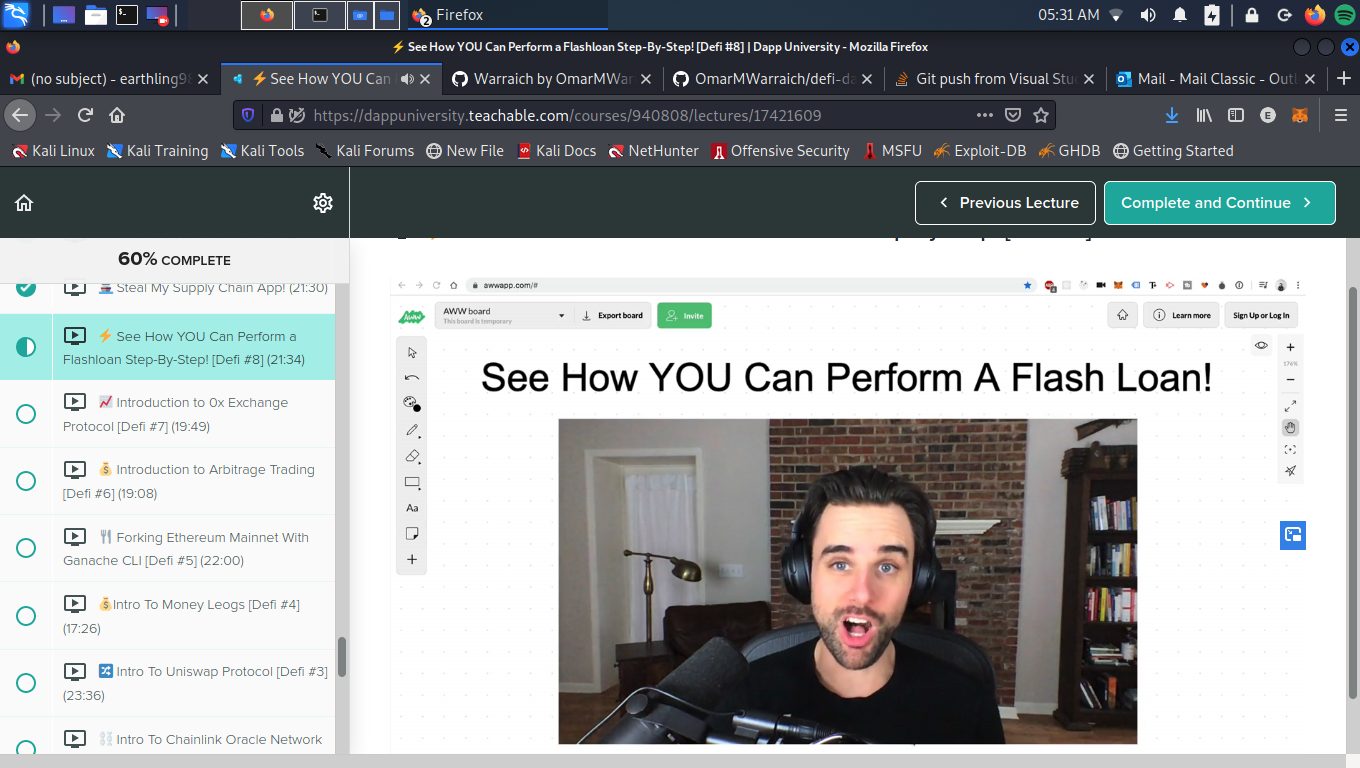 Firefox
05:31 AM
⚡ See How YOU Can Perform a Flashloan Step-By-Step! [Defi #8] | Dapp University - Mozilla Firefox
(no subject) - earthling98
⚡See How YOU Can
Warraich by OmarMWar
OmarMWarraich/defi-da
Git push from Visual Stud
Mail - Mail Classic - Outl
https://dappuniversity.teachable.com/courses/940808/lectures/17421609
Kali Linux Kali Training Kali Tools Kali Forums New File Kali Docs NetHunter Offensive Security MSFU Exploit-DB GHDB Getting Started
Previous Lecture
Complete and Continue
60% COMPLETE
Steal My Supply Chain App! (21:30)
⚡ See How YOU Can Perform a
Flashloan Step-By-Step! [Defi #8] (21:34)
📈 Introduction to 0x Exchange
Protocol [Defi #7] (19:49)
💰 Introduction to Arbitrage Trading
[Defi #6] (19:08)
🍴 Forking Ethereum Mainnet With
Ganache CLI [Defi #5] (22:00)
💰Intro To Money Leogs [Defi #4]
(17:26)
🔀 Intro To Uniswap Protocol [Defi #3]
(23:36)
⛓ Intro To Chainlink Oracle Network
awwapp.com/#
AWW board
This board is temporary
Export board
Invite
Learn more
Sign Up or Log In
176%
Aa
See How YOU Can Perform A Flash Loan!